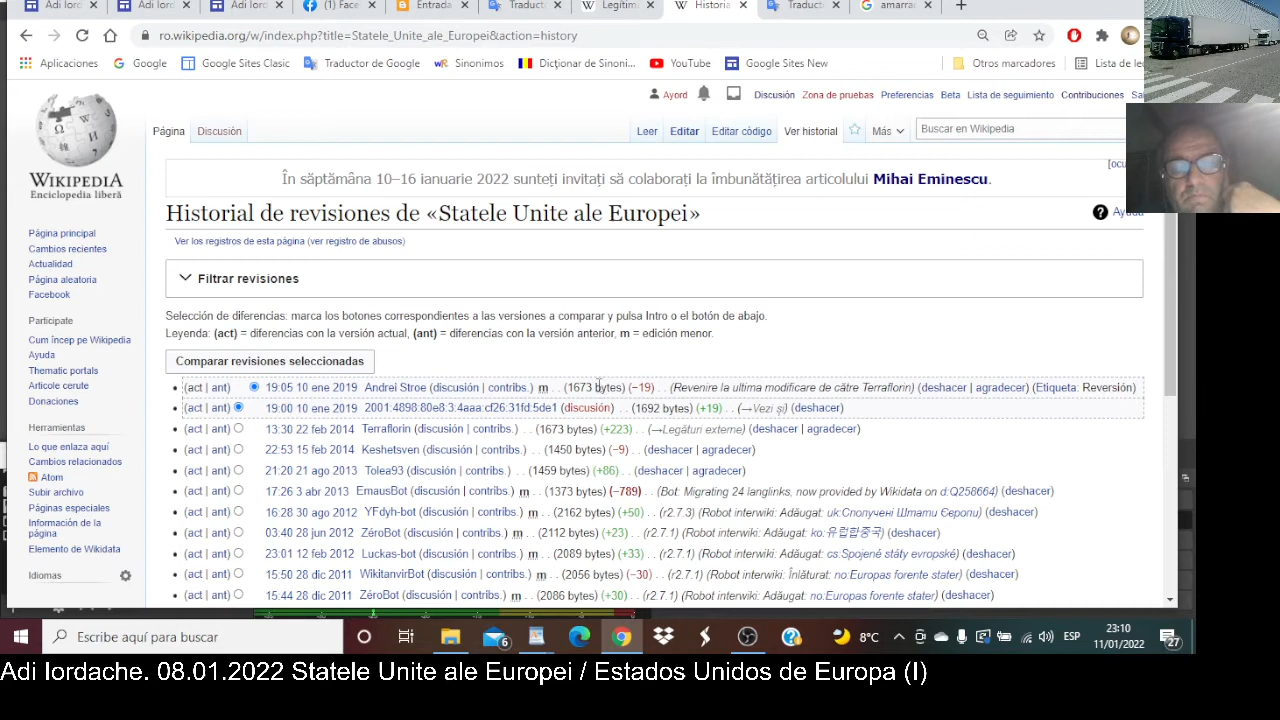 Adi Iord
Adi Iord
Adi Iord
(1) Face
Entrada
Traduct
Legitim
Historia
Traduct
amarrac
ro.wikipedia.org/w/index.php?title=Statele_Unite_ale_Europei&action=history
Aplicaciones Google Google Sites Clasic Traductor de Google Sinonimos Dicţionar de Sinoni... YouTube Google Sites New Otros marcadores
Ayord Discusión Zona de pruebas Preferencias Beta Lista de seguimiento Contribuciones
Página Discusión Leer Editar Editar código Ver historial Más Buscar en Wikipedia
WIKIPEDIA
Enciclopedia liberă
În săptămâna 10–16 ianuarie 2022 sunteți invitați să colaborați la îmbunătățirea articolului Mihai Eminescu.
Historial de revisiones de «Statele Unite ale Europei»
Ver los registros de esta página (ver registro de abusos)
Filtrar revisiones
Selección de diferencias: marca los botones correspondientes a las versiones a comparar y pulsa Intro o el botón de abajo.
Leyenda: (act) = diferencias con la versión actual, (ant) = diferencias con la versión anterior, m = edición menor.
Comparar revisiones seleccionadas
(act | ant) 19:05 10 ene 2019 Andrei Stroe (discusión | contribs.) m . . (1673 bytes) (−19) . . (Revenire la ultima modificare de către Terraflorin) (deshacer | agradecer) (Etiqueta: Reversión)
(act | ant) 19:00 10 ene 2019 2001:4898:80e8:3:4aaa:cf26:31fd:5de1 (discusión) . . (1692 bytes) (+19) . . (→Vezi și) (deshacer)
(act | ant) 13:30 22 feb 2014 Terraflorin (discusión | contribs.) . . (1673 bytes) (+223) . . (→Legături externe) (deshacer | agradecer)
(act | ant) 22:53 15 feb 2014 Keshetsven (discusión | contribs.) . . (1450 bytes) (−9) . . (deshacer | agradecer)
(act | ant) 21:20 21 ago 2013 Tolea93 (discusión | contribs.) . . (1459 bytes) (+86) . . (deshacer | agradecer)
(act | ant) 17:26 3 abr 2013 EmausBot (discusión | contribs.) m . . (1373 bytes) (−789) . . (Bot: Migrating 24 langlinks, now provided by Wikidata on d:Q258664) (deshacer)
(act | ant) 16:28 30 ago 2012 YFdyh-bot (discusión | contribs.) m . . (2162 bytes) (+50) . . (r2.7.3) (Robot interwiki: Adăugat: uk:Сполучені Штати Європи) (deshacer)
(act | ant) 03:40 28 jun 2012 ZéroBot (discusión | contribs.) m . . (2112 bytes) (+23) . . (r2.7.1) (Robot interwiki: Adăugat: ko:유럽합중국) (deshacer)
(act | ant) 23:01 12 feb 2012 Luckas-bot (discusión | contribs.) m . . (2089 bytes) (+33) . . (r2.7.1) (Robot interwiki: Adăugat: cs:Spojené státy evropské) (deshacer)
(act | ant) 15:50 28 dic 2011 WikitanvirBot (discusión | contribs.) m . . (2056 bytes) (−30) . . (r2.7.1) (Robot interwiki: Înlăturat: no:Europas forente stater) (deshacer)
(act | ant) 15:44 28 dic 2011 ZéroBot (discusión | contribs.) m . . (2086 bytes) (+30) . . (r2.7.1) (Robot interwiki: Adăugat: no:Europas forente stater) (deshacer)
Página principal
Cambios recientes
Actualidad
Página aleatoria
Facebook
Participate
Cum încep pe Wikipedia
Ayuda
Thematic portals
Articole cerute
Donaciones
Herramientas
Lo que enlaza aquí
Cambios relacionados
Atom
Subir archivo
Páginas especiales
Información de la
página
Elemento de Wikidata
Idiomas
Escribe aquí para buscar
6
8°C
ESP
23:10
11/01/2022
27
Adi Iordache. 08.01.2022 Statele Unite ale Europei / Estados Unidos de Europa (I)